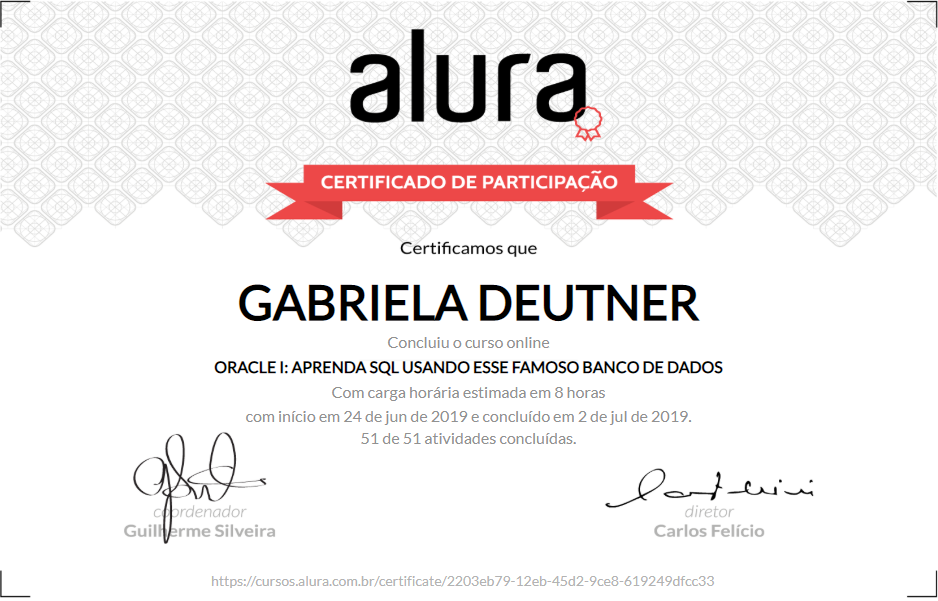 alura
CERTIFICADO DE PARTICIPAÇÃO
Certificamos que
GABRIELA DEUTNER
Concluiu o curso online
ORACLE I: APRENDA SQL USANDO ESSE FAMOSO BANCO DE DADOS
Com carga horária estimada em 8 horas
com início em 24 de jun de 2019 e concluído em 2 de jul de 2019.
51 de 51 atividades concluídas.
coordenador
Guilherme Silveira
diretor
Carlos Felício
https://cursos.alura.com.br/certificate/2203eb79-12eb-45d2-9ce8-619249dfcc33